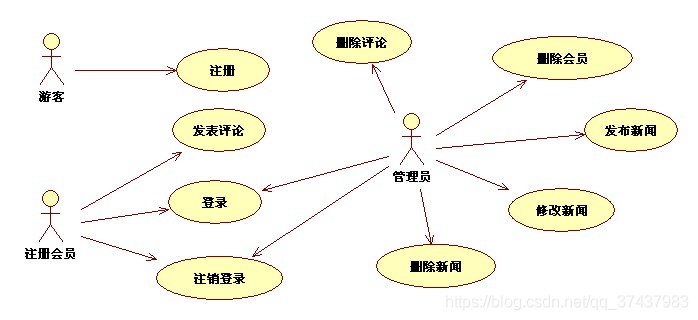 删除评论
删除会员
注册
游客
发表评论
发布新闻
管理员
登录
修改新闻
注册会员
注销登录
删除新闻
https://blog.csdn.net/qq_37437983